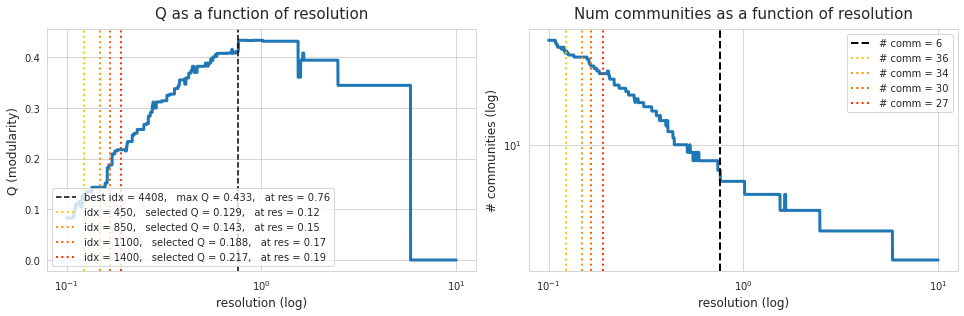 Q as a function of resolution
Q (modularity)
0.4
0.3
0.2
0.1
0.0
best idx = 4408, max Q = 0.433, at res = 0.76
idx = 450, selected Q = 0.129, at res = 0.12
idx = 850, selected Q = 0.143, at res = 0.15
idx = 1100, selected Q = 0.188, at res = 0.17
idx = 1400, selected Q = 0.217, at res = 0.19
10⁻¹ 10⁰ 10¹
resolution (log)
Num communities as a function of resolution
# communities (log)
10¹
# comm = 6
# comm = 36
# comm = 34
# comm = 30
# comm = 27
10⁻¹ 10⁰ 10¹
resolution (log)